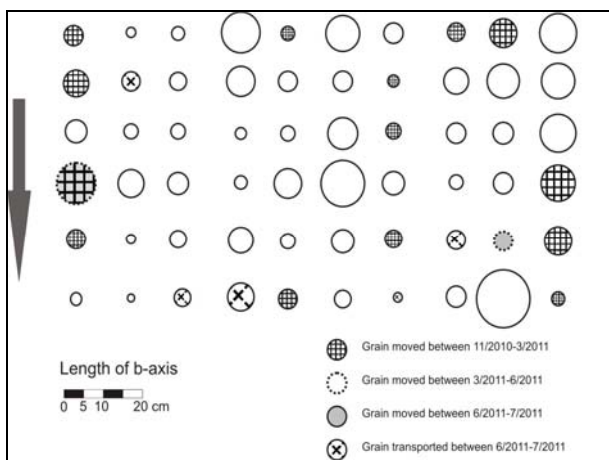 Grain moved between 11/2010-3/2011
Length of b-axis
Grain moved between 3/2011-6/2011
0 5 10 20 cm
Grain moved between 6/2011-7/2011
Grain transported between 6/2011-7/2011